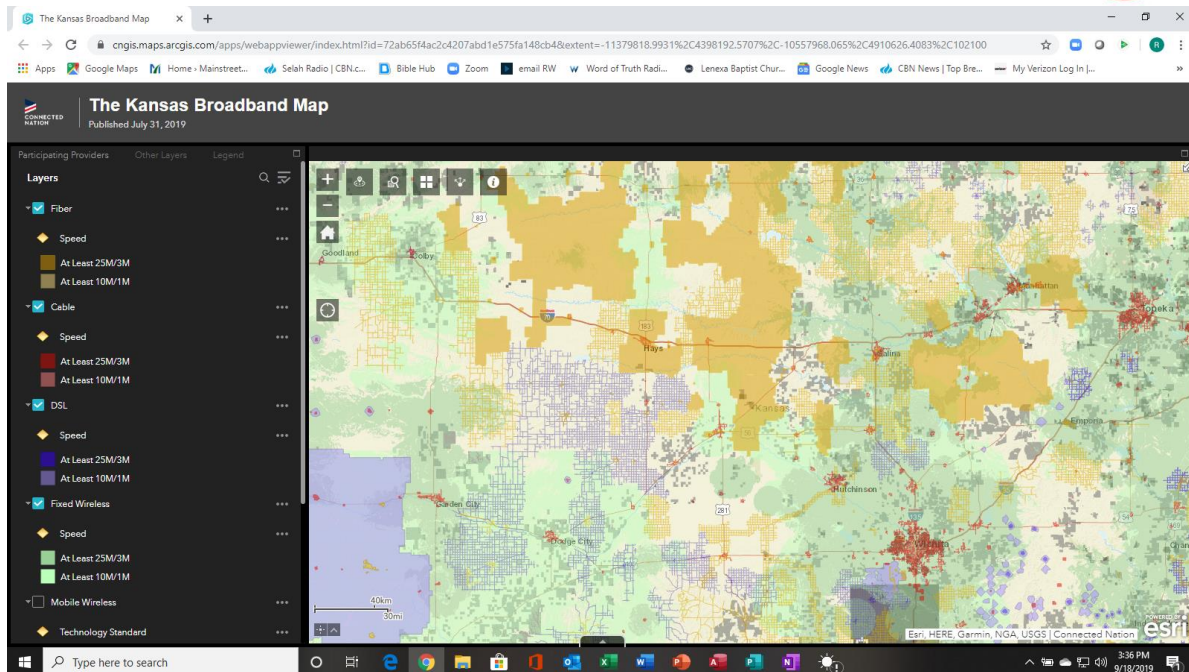 The Kansas Broadband Map
cngis.maps.arcgis.com/apps/webappviewer/index.html?id=72ab65f4ac2c4207abd1e575fa148cb4&extent=-11379818.9931%2C4398192.5707%2C-10557968.065%2C4910626.4083%2C102100
R
Apps
Google Maps
Home - Mainstreet...
Selah Radio | CBN.c...
Bible Hub
Zoom
email RW
Word of Truth Radi...
Lenexa Baptist Chur...
Google News
CBN News | Top Bre...
My Verizon Log In |...
»
CONNECTED
NATION
The Kansas Broadband Map
Published July 31, 2019
Participating Providers
Other Layers
Legend
Layers
Fiber
Speed
At Least 25M/3M
At Least 10M/1M
Cable
Speed
At Least 25M/3M
At Least 10M/1M
DSL
Speed
At Least 25M/3M
At Least 10M/1M
Fixed Wireless
Speed
At Least 25M/3M
At Least 10M/1M
Mobile Wireless
Technology Standard
83
75
Goodland
Colby
Manhattan
Topeka
70
183
Hays
Salina
Kansas
Emporia
Hutchinson
Garden City
281
Dodge City
Wichita
54
40km
30mi
Esri, HERE, Garmin, NGA, USGS | Connected Nation
POWERED BY
esri
Type here to search
3:36 PM
9/18/2019